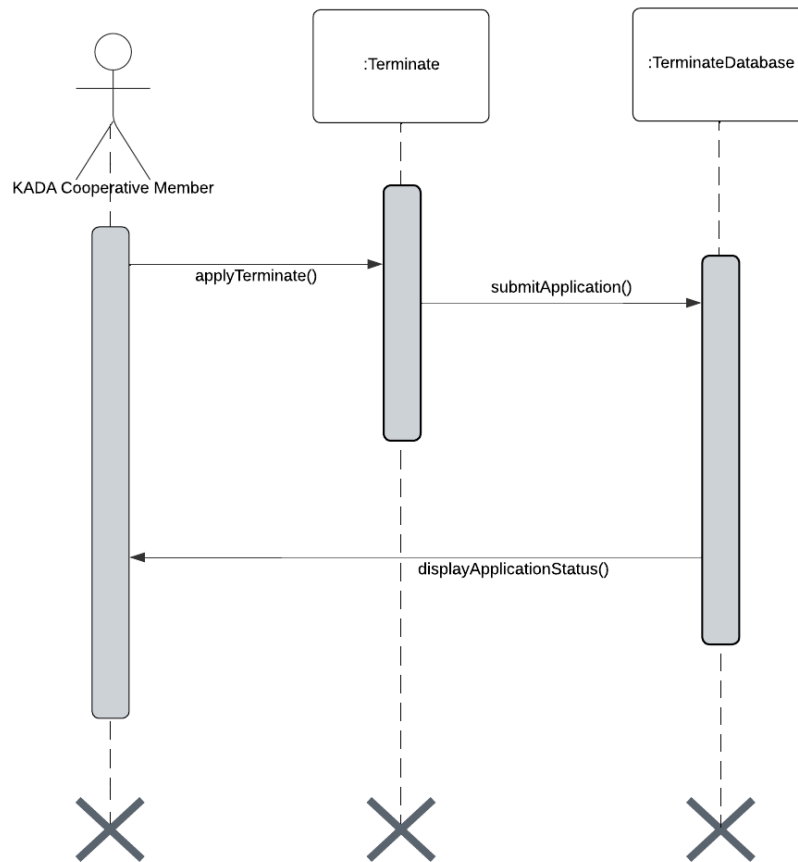 :Terminate
:TerminateDatabase
KADA Cooperative Member
applyTerminate()
submitApplication()
displayApplicationStatus()